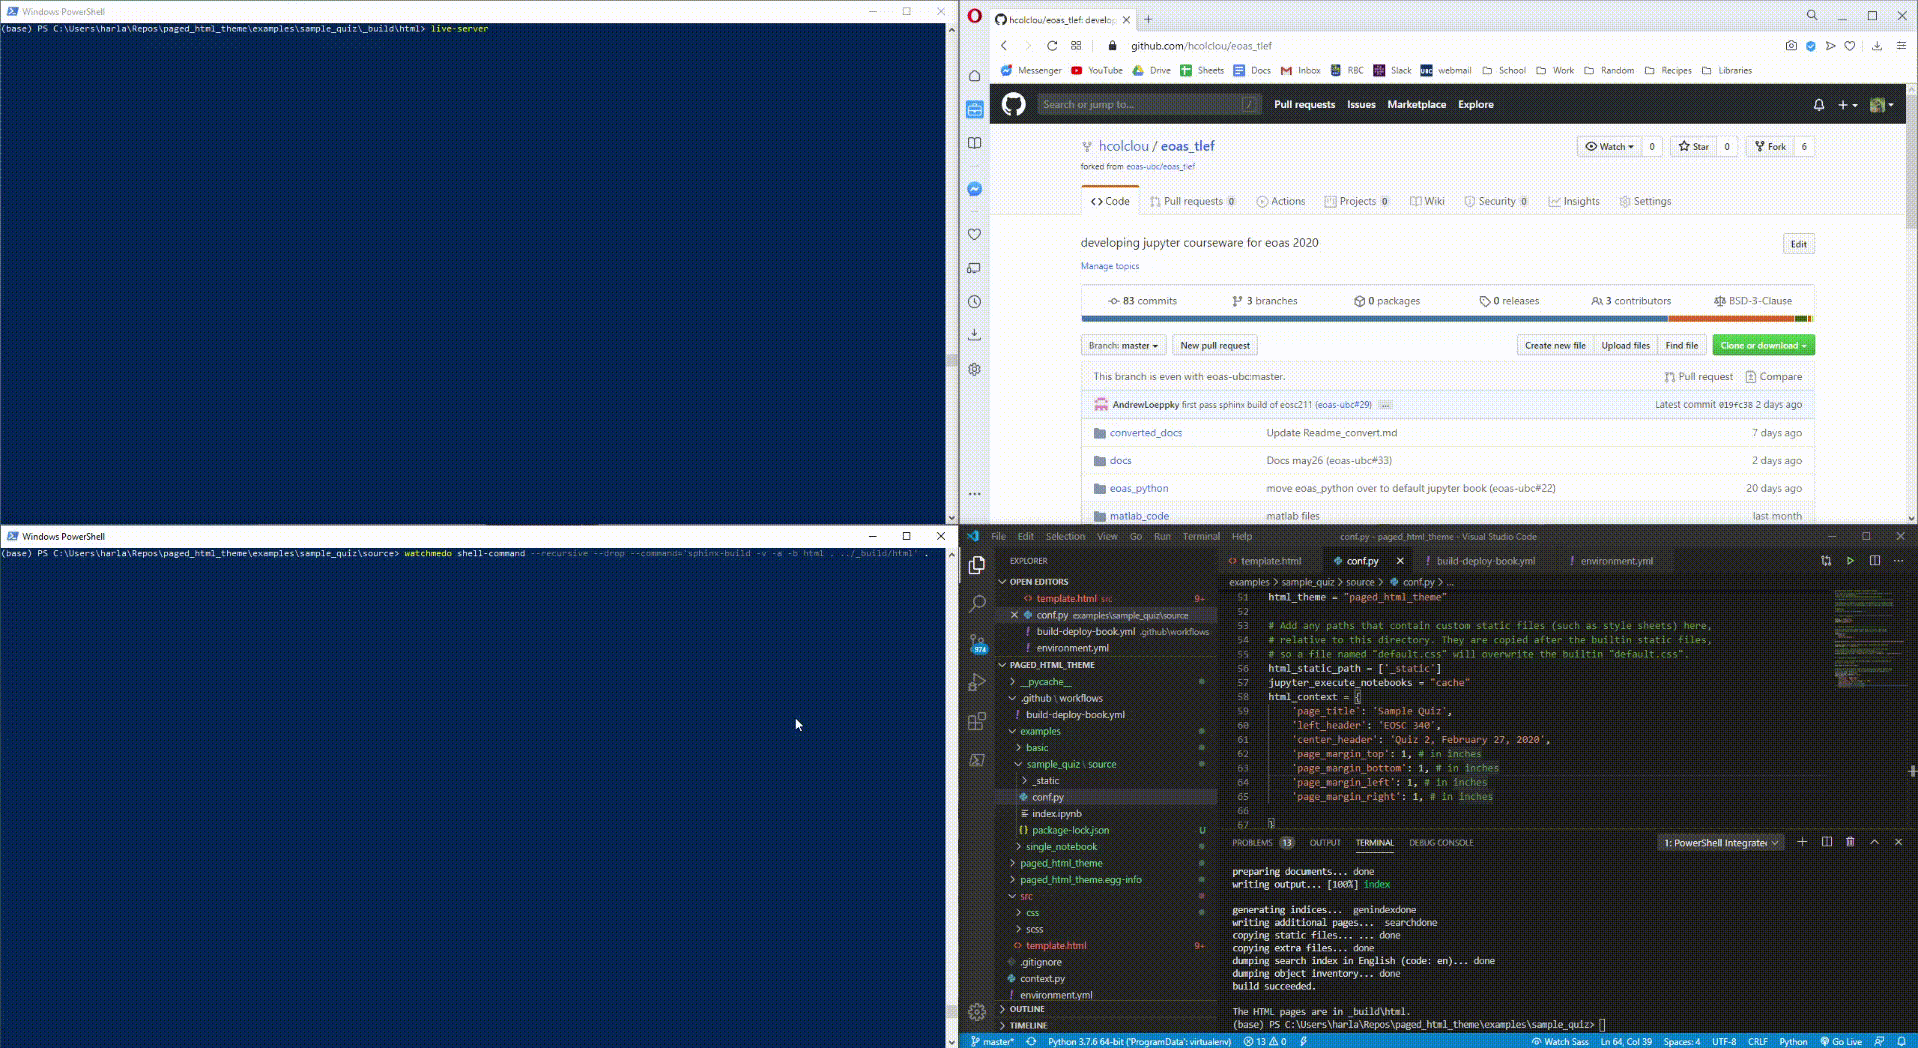 Windows PowerShell
(base) PS C:\Users\harla\Repos\paged_html_theme\examples\sample_quiz\_build\html> live-server
Windows PowerShell
(base) PS C:\Users\harla\Repos\paged_html_theme\examples\sample_quiz\source> watchmedo shell-command --recursive --drop --command='sphinx-build -v -a -b html . ../_build/html' .
hcolclou/eoas_tlef: develop
github.com/hcolclou/eoas_tlef
Messenger YouTube Drive Sheets Docs Inbox RBC Slack webmail School Work Random Recipes Libraries
Search or jump to... / Pull requests Issues Marketplace Explore
hcolclou / eoas_tlef Watch 0 Star 0 Fork 6
forked from eoas-ubc/eoas_tlef
Code Pull requests 0 Actions Projects 0 Wiki Security 0 Insights Settings
developing jupyter courseware for eoas 2020 Edit
Manage topics
83 commits 3 branches 0 packages 0 releases 3 contributors BSD-3-Clause
Branch: master New pull request Create new file Upload files Find file Clone or download
This branch is even with eoas-ubc:master. Pull request Compare
AndrewLoeppky first pass sphinx build of eosc211 (eoas-ubc#29) ... Latest commit 019fc38 2 days ago
converted_docs Update Readme_convert.md 7 days ago
docs Docs may26 (eoas-ubc#33) 2 days ago
eoas_python move eoas_python over to default jupyter book (eoas-ubc#22) 20 days ago
matlab_code matlab files last month
File Edit Selection View Go Run Terminal Help conf.py - paged_html_theme - Visual Studio Code
EXPLORER
OPEN EDITORS
template.html src 9+
conf.py examples\sample_quiz\source
build-deploy-book.yml .github\workflows
environment.yml
974
PAGED_HTML_THEME
__pycache__
.github \ workflows
build-deploy-book.yml
examples
basic
sample_quiz \ source
_static
conf.py
index.ipynb
package-lock.json U
single_notebook
paged_html_theme
paged_html_theme.egg-info
src
css
scss
template.html 9+
.gitignore
context.py
environment.yml
OUTLINE
TIMELINE
template.html conf.py build-deploy-book.yml environment.yml
examples > sample_quiz > source > conf.py > ...
51 html_theme = "paged_html_theme"
52
53 # Add any paths that contain custom static files (such as style sheets) here,
54 # relative to this directory. They are copied after the builtin static files,
55 # so a file named "default.css" will overwrite the builtin "default.css".
56 html_static_path = ['_static']
57 jupyter_execute_notebooks = "cache"
58 html_context = {
59 'page_title': 'Sample Quiz',
60 'left_header': 'EOSC 340',
61 'center_header': 'Quiz 2, February 27, 2020',
62 'page_margin_top': 1, # in inches
63 'page_margin_bottom': 1, # in inches
64 'page_margin_left': 1, # in inches
65 'page_margin_right': 1, # in inches
66
67 }
PROBLEMS 13 OUTPUT TERMINAL DEBUG CONSOLE 1: PowerShell Integrate
preparing documents... done
writing output... [100%] index
generating indices... genindexdone
writing additional pages... searchdone
copying static files... ... done
copying extra files... done
dumping search index in English (code: en)... done
dumping object inventory... done
build succeeded.
The HTML pages are in _build\html.
(base) PS C:\Users\harla\Repos\paged_html_theme\examples\sample_quiz>
master* Python 3.7.6 64-bit ('ProgramData': virtualenv) 13 0 Watch Sass Ln 64, Col 39 Spaces: 4 UTF-8 CRLF Python Go Live